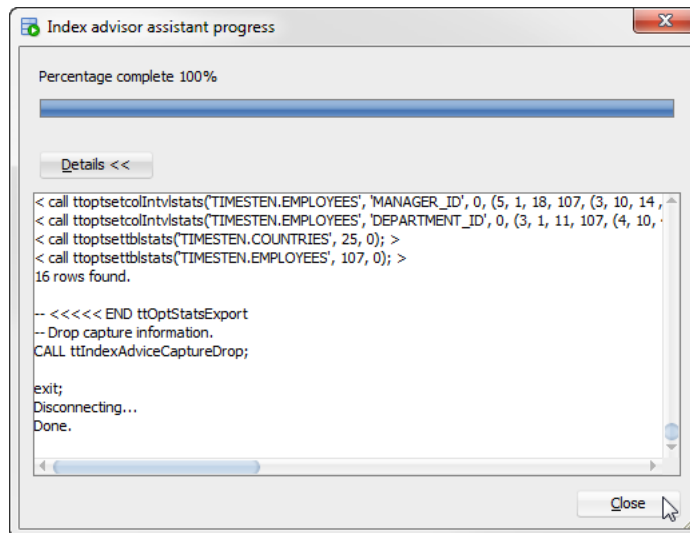 Index advisor assistant progress
Percentage complete 100%
Details <<
< call ttoptsetcolIntvlstats('TIMESTEN.EMPLOYEES', 'MANAGER_ID', 0, (5, 1, 18, 107, (3, 10, 14 ,
< call ttoptsetcolIntvlstats('TIMESTEN.EMPLOYEES', 'DEPARTMENT_ID', 0, (3, 1, 11, 107, (4, 10,
< call ttoptsettblstats('TIMESTEN.COUNTRIES', 25, 0); >
< call ttoptsettblstats('TIMESTEN.EMPLOYEES', 107, 0); >
16 rows found.
-- <<<<< END ttOptStatsExport
-- Drop capture information.
CALL ttIndexAdviceCaptureDrop;
exit;
Disconnecting...
Done.
Close